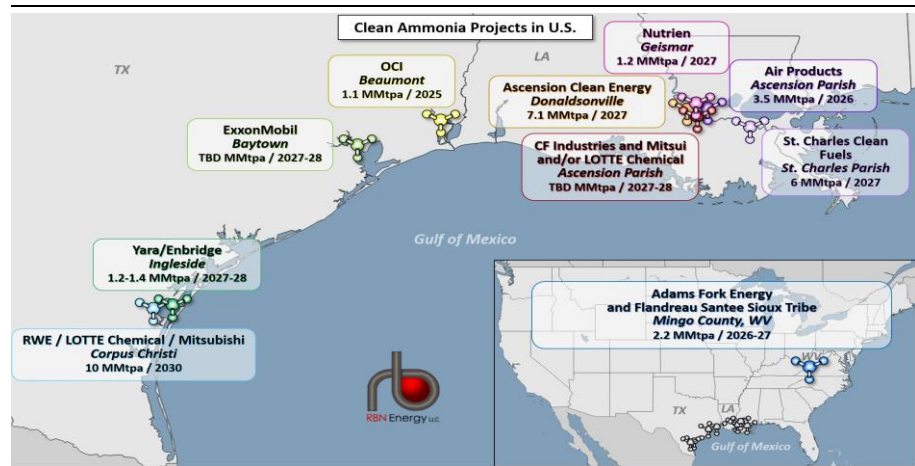 Clean Ammonia Projects in U.S.
TX
LA
OCI
Beaumont
1.1 MMtpa / 2025
ExxonMobil
Baytown
TBD MMtpa / 2027-28
Nutrien
Geismar
1.2 MMtpa / 2027
Ascension Clean Energy
Donaldsonville
7.1 MMtpa / 2027
Air Products
Ascension Parish
3.5 MMtpa / 2026
CF Industries and Mitsui
and/or LOTTE Chemical
Ascension Parish
TBD MMtpa / 2027-28
St. Charles Clean
Fuels
St. Charles Parish
6 MMtpa / 2027
Gulf of Mexico
Yara/Enbridge
Ingleside
1.2-1.4 MMtpa / 2027-28
RWE / LOTTE Chemical / Mitsubishi
Corpus Christi
10 MMtpa / 2030
RBN Energy LLC
Adams Fork Energy
and Flandreau Santee Sioux Tribe
Mingo County, WV
2.2 MMtpa / 2026-27
WV
TX
LA
Gulf of Mexico